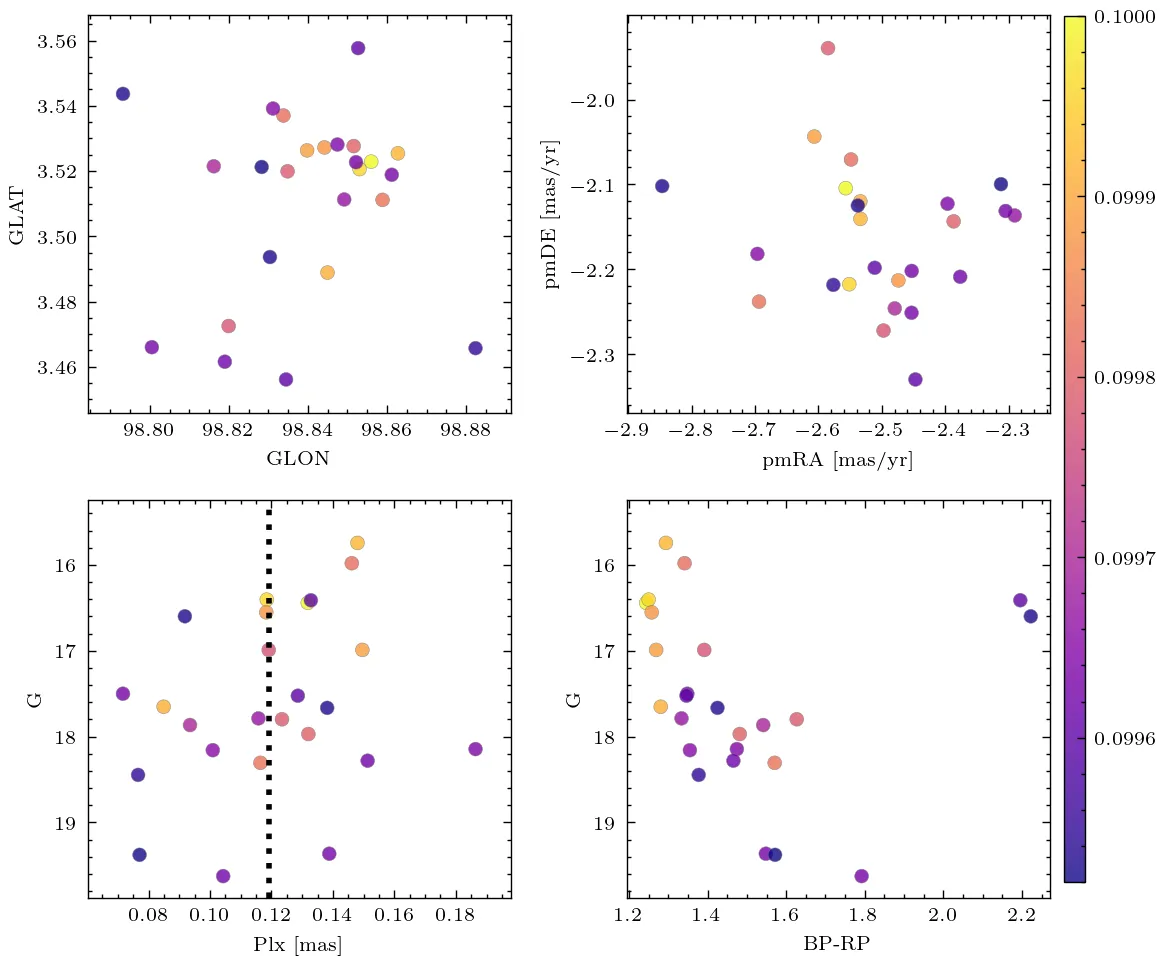 3.56
3.54
3.52
3.50
3.48
3.46
GLAT
98.80 98.82 98.84 98.86 98.88
GLON
−2.0
−2.1
−2.2
−2.3
pmDE [mas/yr]
−2.9 −2.8 −2.7 −2.6 −2.5 −2.4 −2.3
pmRA [mas/yr]
0.1000
0.0999
0.0998
0.0997
0.0996
16
17
18
19
G
0.08 0.10 0.12 0.14 0.16 0.18
Plx [mas]
16
17
18
19
G
1.2 1.4 1.6 1.8 2.0 2.2
BP-RP